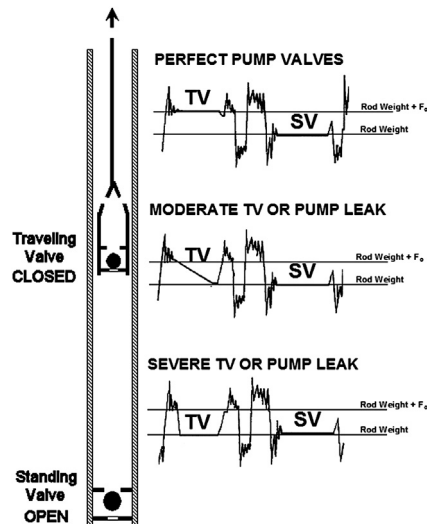 PERFECT PUMP VALVES
TV
SV
Rod Weight + Fo
Rod Weight
Traveling
Valve
CLOSED
MODERATE TV OR PUMP LEAK
TV
SV
Rod Weight + Fo
Rod Weight
SEVERE TV OR PUMP LEAK
TV
SV
Rod Weight + Fo
Rod Weight
Standing
Valve
OPEN